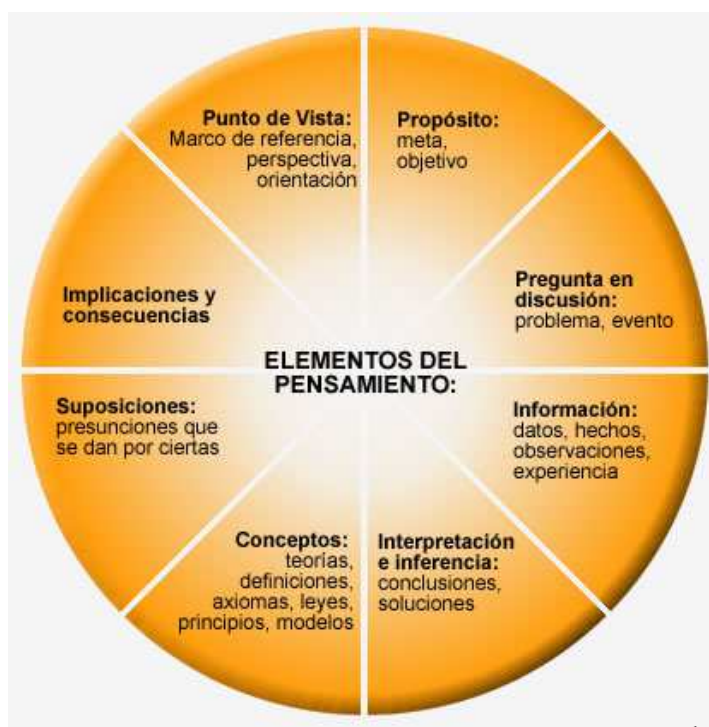 ELEMENTOS DEL
PENSAMIENTO:
Propósito:
meta,
objetivo
Pregunta en
discusión:
problema, evento
Información:
datos, hechos,
observaciones,
experiencia
Interpretación
e inferencia:
conclusiones,
soluciones
Conceptos:
teorías,
definiciones,
axiomas, leyes,
principios, modelos
Suposiciones:
presunciones que
se dan por ciertas
Implicaciones y
consecuencias
Punto de Vista:
Marco de referencia,
perspectiva,
orientación